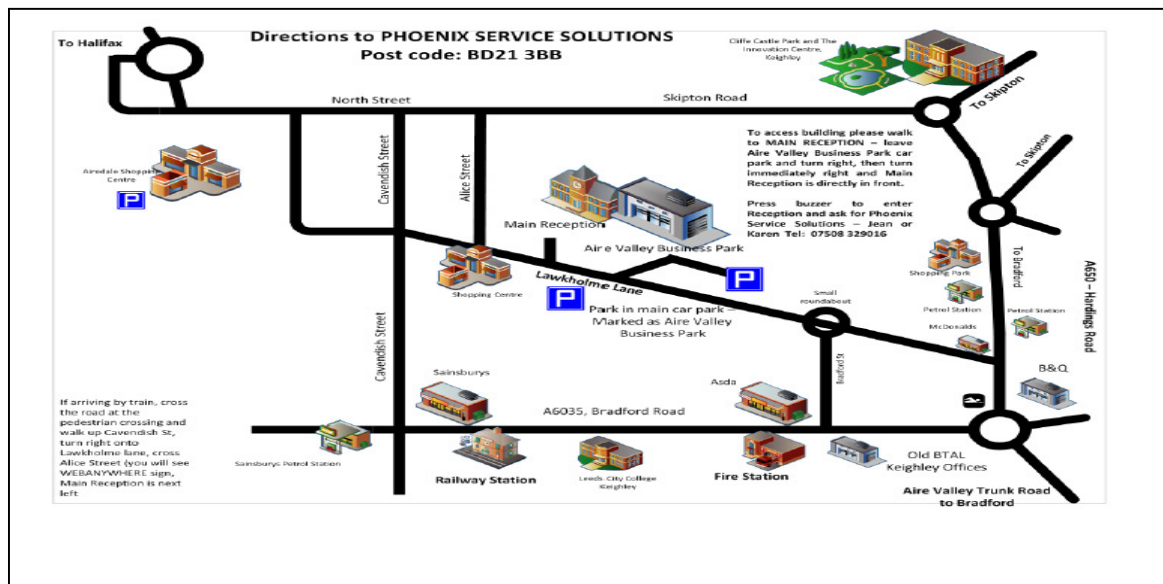 To Halifax
Directions to PHOENIX SERVICE SOLUTIONS
Post code: BD21 3BB
Cliffe Castle Park and The
Innovation Centre,
Keighley
To Skipton
North Street
Skipton Road
To access building please walk
to MAIN RECEPTION – leave
Aire Valley Business Park car
park and turn right, then turn
immediately right and Main
Reception is directly in front.
Press buzzer to enter
Reception and ask for Phoenix
Service Solutions – Jean or
Karen Tel: 07508 329016
To Skipton
Cavendish Street
Alice Street
Airedale Shopping
Centre
P
Main Reception
Aire Valley Business Park
To Bradford
A650 – Hardings Road
Shopping Park
Shopping Centre
Lawkholme Lane
P
P
Small
roundabout
Petrol Station
Petrol Station
Park in main car park –
Marked as Aire Valley
Business Park
McDonalds
Cavendish Street
Bradford St
B&Q
Sainsburys
Asda
If arriving by train, cross
the road at the
pedestrian crossing and
walk up Cavendish St,
turn right onto
Lawkholme lane, cross
Alice Street (you will see
WEBANYWHERE sign,
Main Reception is next
left
A6035, Bradford Road
Sainsburys Petrol Station
Railway Station
Leeds City College
Keighley
Fire Station
Old BTAL
Keighley Offices
Aire Valley Trunk Road
to Bradford